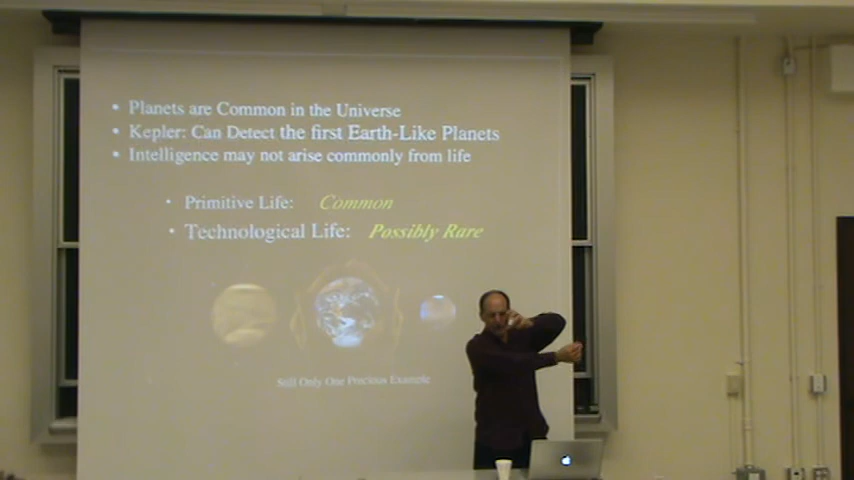 • Planets are Common in the Universe
• Kepler: Can Detect the first Earth-Like Planets
• Intelligence may not arise commonly from life
• Primitive Life: Common
• Technological Life: Possibly Rare
Still Only One Precious Example